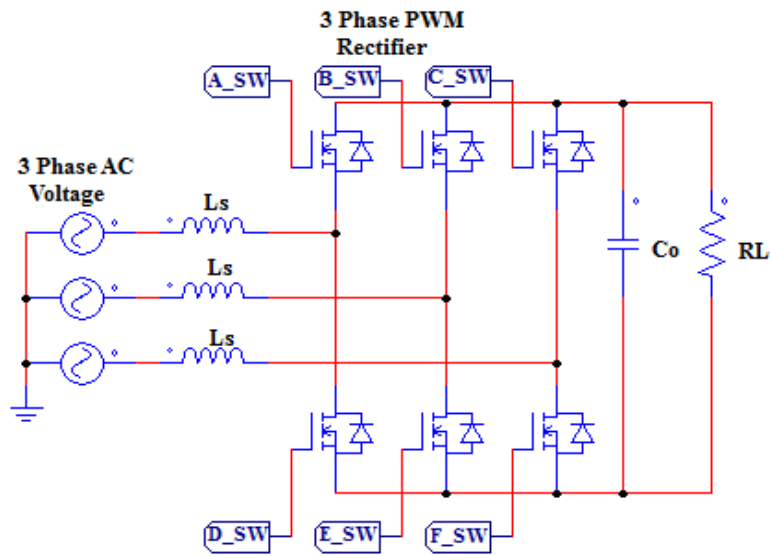 3 Phase PWM
Rectifier
A_SW
B_SW
C_SW
3 Phase AC
Voltage
Ls
Ls
Ls
Co
RL
D_SW
E_SW
F_SW